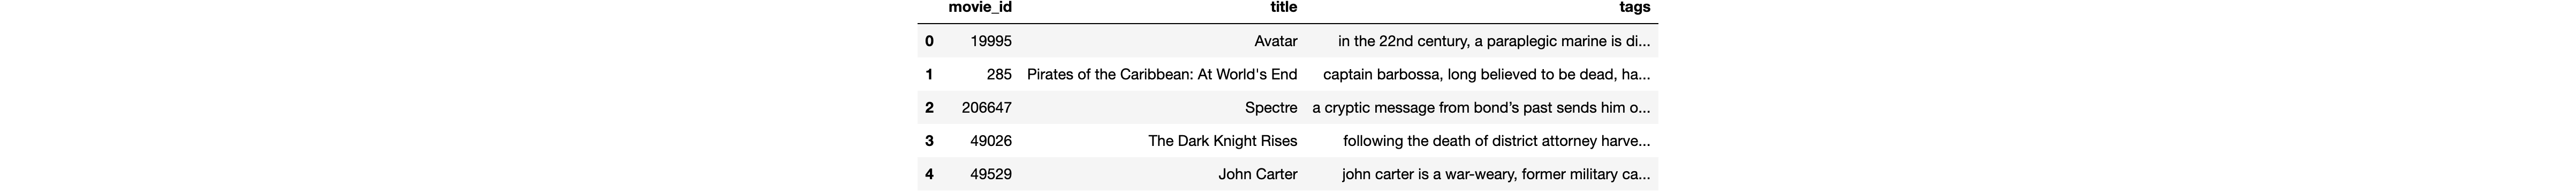 movie_id title tags
0 19995 Avatar in the 22nd century, a paraplegic marine is di...
1 285 Pirates of the Caribbean: At World's End captain barbossa, long believed to be dead, ha...
2 206647 Spectre a cryptic message from bond’s past sends him o...
3 49026 The Dark Knight Rises following the death of district attorney harve...
4 49529 John Carter john carter is a war-weary, former military ca...